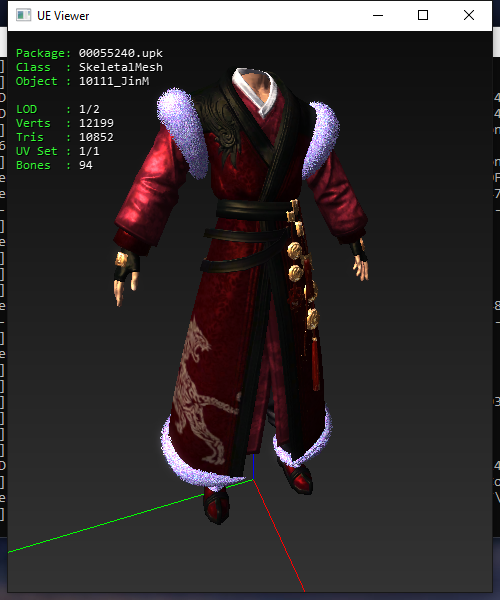 UE Viewer
Package: 00055240.upk
Class : SkeletalMesh
Object : 10111_JinM
LOD : 1/2
Verts : 12199
Tris : 10852
UV Set : 1/1
Bones : 94